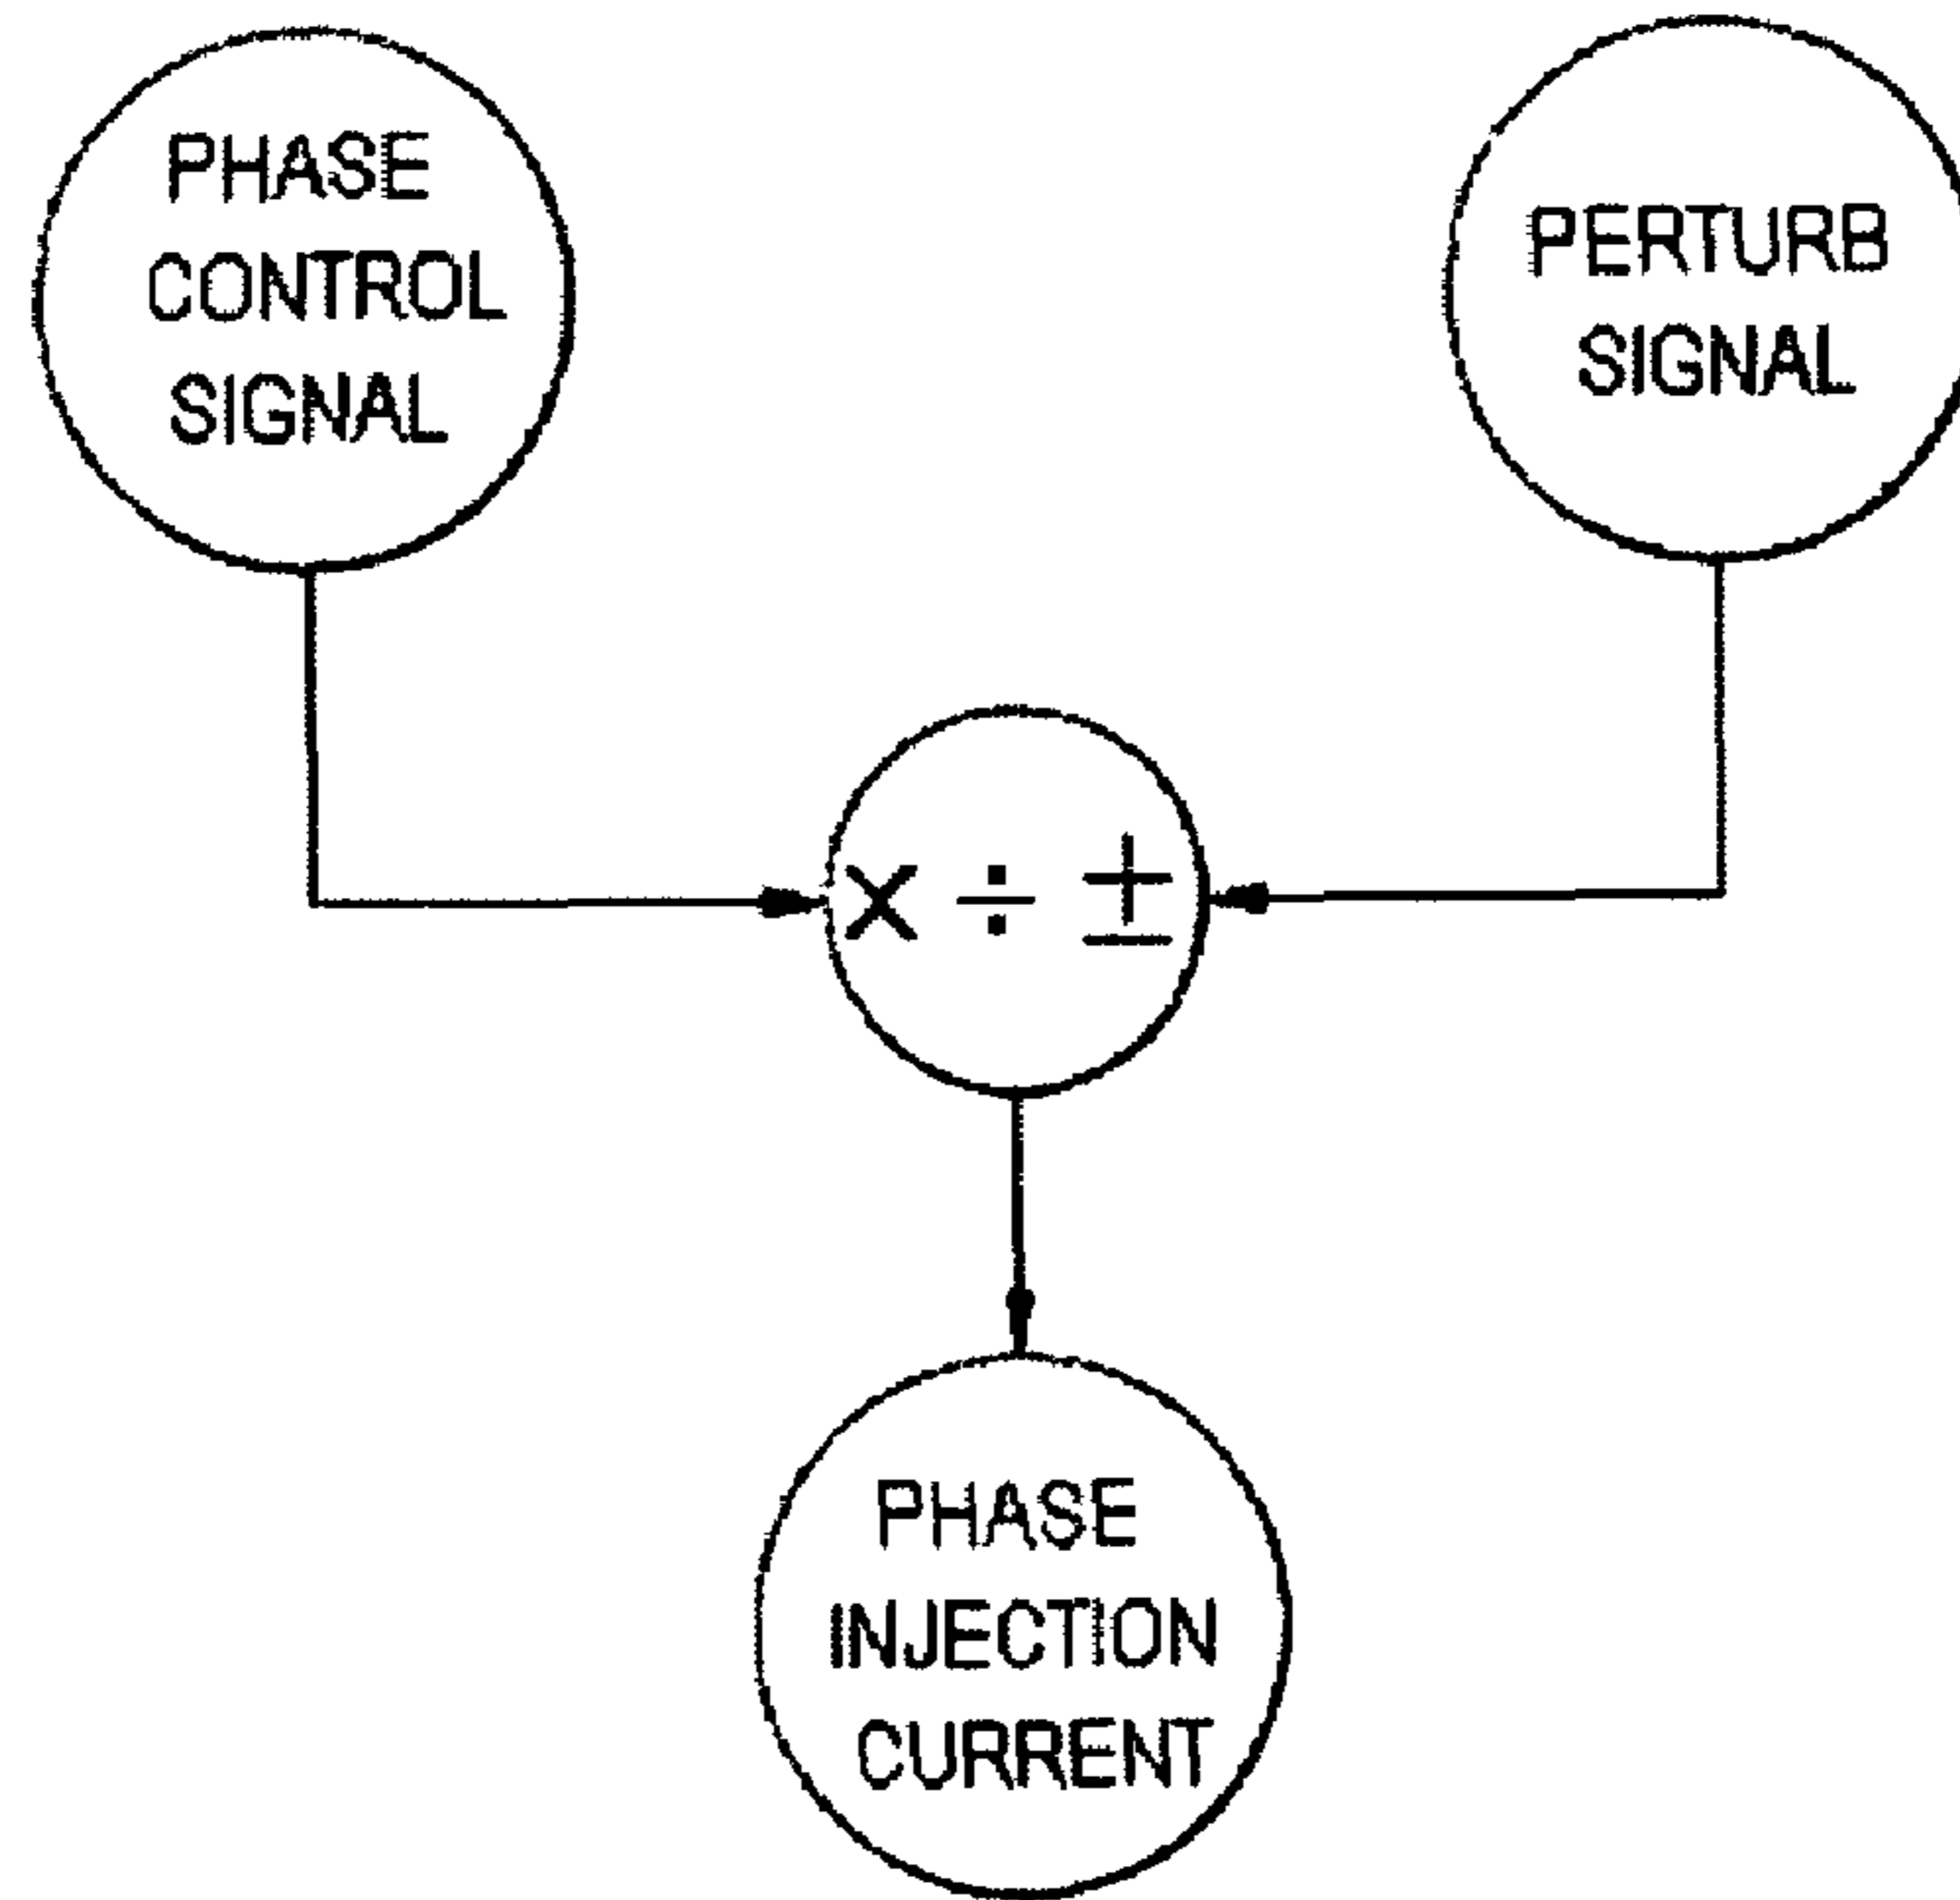 PHASE
CONTROL
SIGNAL
PERTURB
SIGNAL
× ÷ ±
PHASE
INJECTION
CURRENT